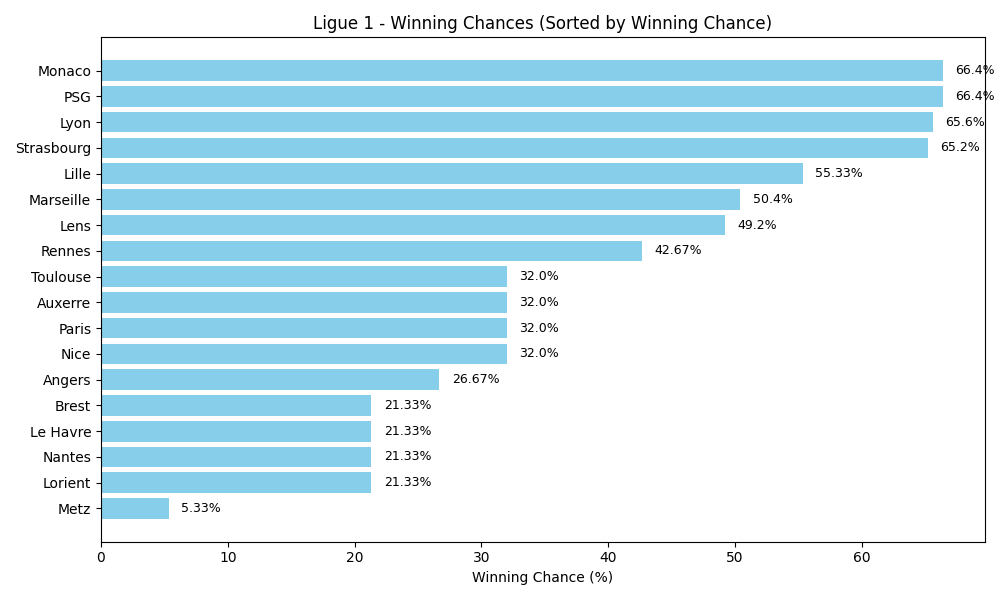 Ligue 1 - Winning Chances (Sorted by Winning Chance)
Monaco 66.4%
PSG 66.4%
Lyon 65.6%
Strasbourg 65.2%
Lille 55.33%
Marseille 50.4%
Lens 49.2%
Rennes 42.67%
Toulouse 32.0%
Auxerre 32.0%
Paris 32.0%
Nice 32.0%
Angers 26.67%
Brest 21.33%
Le Havre 21.33%
Nantes 21.33%
Lorient 21.33%
Metz 5.33%
0 10 20 30 40 50 60
Winning Chance (%)